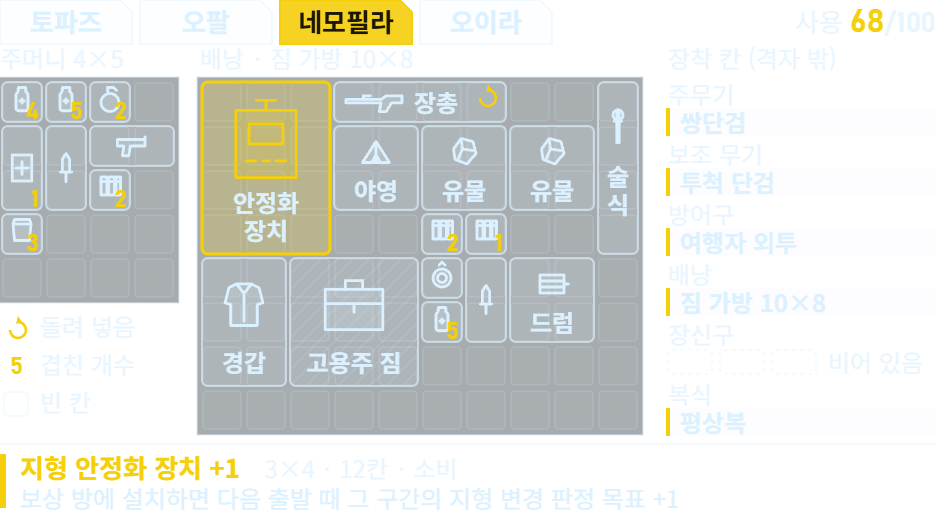 토파즈 오팔 네모필라 오이라 사용 68/100
주머니 4×5 배낭 · 짐 가방 10×8 장착 칸 (격자 밖)
4 5 2
1
2
3
안정화
장치
장총
야영
유물
유물
술
식
2 1
5
드럼
경갑
고용주 짐
주무기
쌍단검
보조 무기
투척 단검
방어구
여행자 외투
배낭
짐 가방 10×8
장신구
비어 있음
복식
평상복
돌려 넣음
5 겹친 개수
빈 칸
지형 안정화 장치 +1 3×4 · 12칸 · 소비
보상 방에 설치하면 다음 출발 때 그 구간의 지형 변경 판정 목표 +1